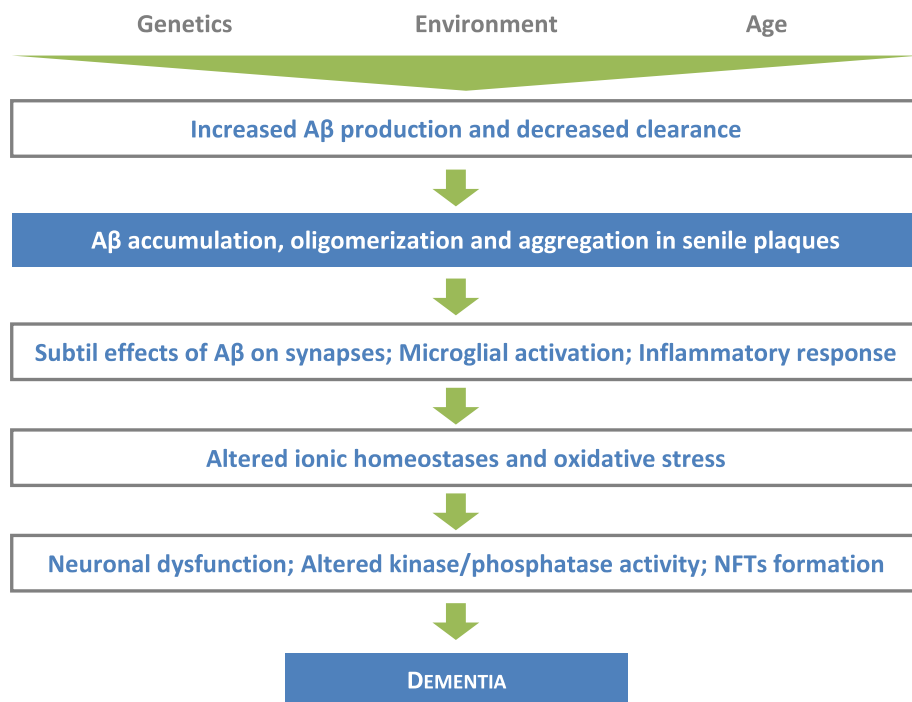 Genetics Environment Age
Increased Aβ production and decreased clearance
Aβ accumulation, oligomerization and aggregation in senile plaques
Subtil effects of Aβ on synapses; Microglial activation; Inflammatory response
Altered ionic homeostases and oxidative stress
Neuronal dysfunction; Altered kinase/phosphatase activity; NFTs formation
DEMENTIA